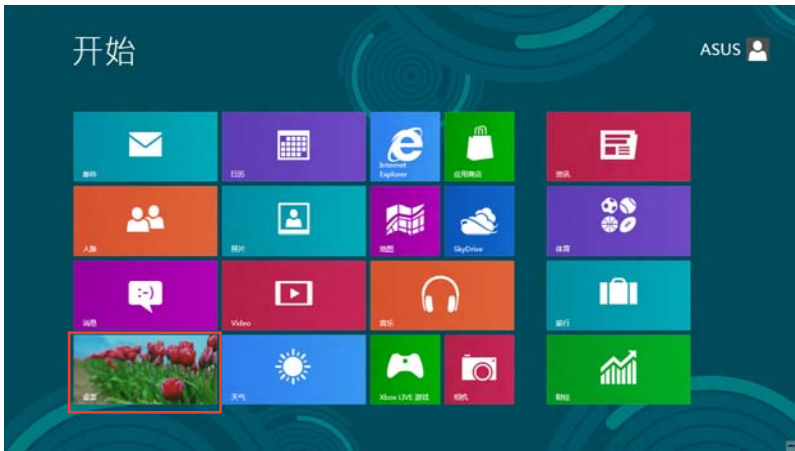 开始
ASUS
邮件
日历
Internet
Explorer
应用商店
资讯
人脉
照片
地图
SkyDrive
体育
消息
:-)
Video
音乐
旅行
桌面
天气
Xbox LIVE 游戏
相机
财经